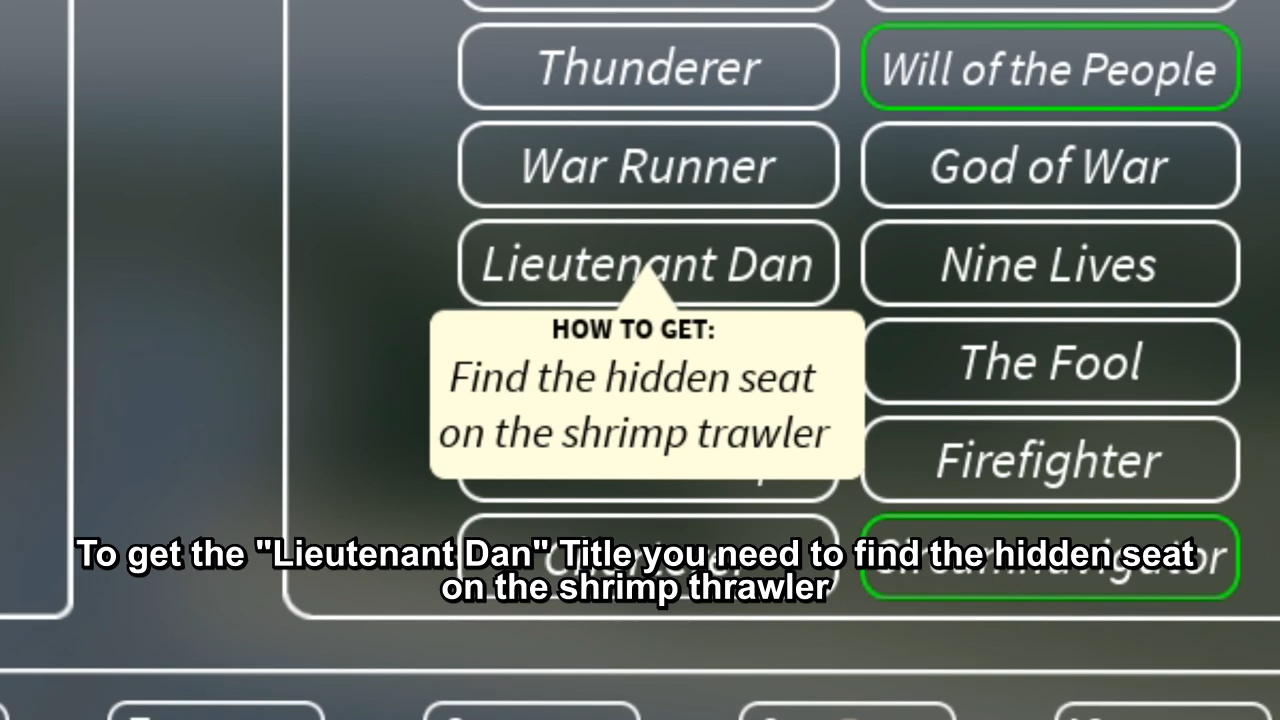 Thunderer
Will of the People
War Runner
God of War
Lieutenant Dan
Nine Lives
HOW TO GET:
Find the hidden seat
on the shrimp trawler
The Fool
Firefighter
Circumnavigator
To get the "Lieutenant Dan" Title you need to find the hidden seat
on the shrimp thrawler